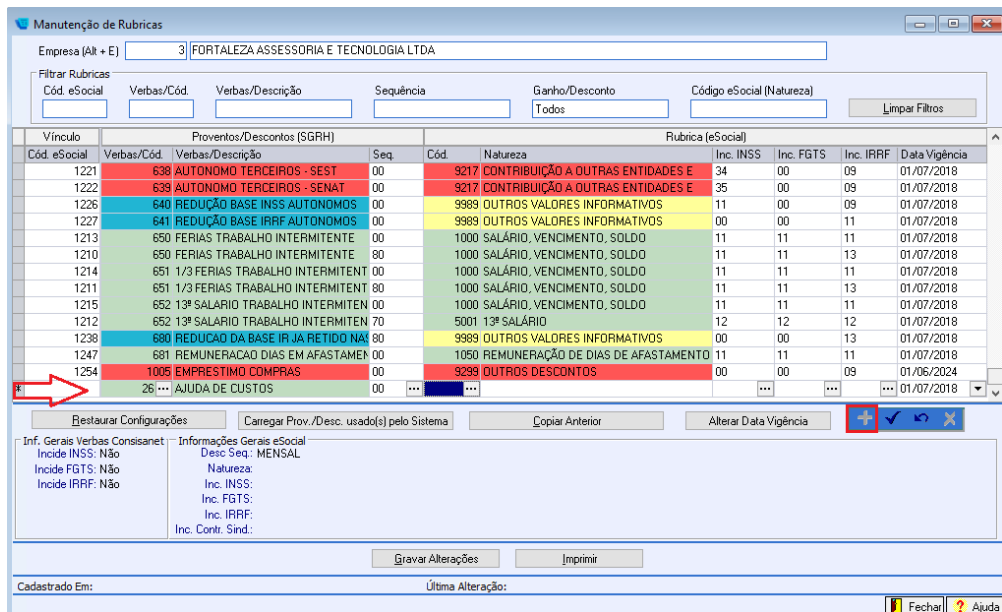 Manutenção de Rubricas
Empresa (Alt + E) 3 FORTALEZA ASSESSORIA E TECNOLOGIA LTDA
Filtrar Rubricas
Cód. eSocial Verbas/Cód. Verbas/Descrição Sequência Ganho/Desconto Código eSocial (Natureza)
Todos Limpar Filtros
Vínculo Proventos/Descontos (SGRH) Rubrica (eSocial)
Cód. eSocial Verbas/Cód. Verbas/Descrição Seq. Cód. Natureza Inc. INSS Inc. FGTS Inc. IRRF Data Vigência
1221 638 AUTONOMO TERCEIROS - SEST 00 9217 CONTRIBUIÇÃO A OUTRAS ENTIDADES E 34 00 09 01/07/2018
1222 639 AUTONOMO TERCEIROS - SENAT 00 9217 CONTRIBUIÇÃO A OUTRAS ENTIDADES E 35 00 09 01/07/2018
1226 640 REDUÇÃO BASE INSS AUTONOMOS 00 9989 OUTROS VALORES INFORMATIVOS 11 00 09 01/07/2018
1227 641 REDUÇÃO BASE IRRF AUTONOMOS 00 9989 OUTROS VALORES INFORMATIVOS 00 00 11 01/07/2018
1213 650 FERIAS TRABALHO INTERMITENTE 00 1000 SALÁRIO, VENCIMENTO, SOLDO 11 11 11 01/07/2018
1210 650 FERIAS TRABALHO INTERMITENTE 80 1000 SALÁRIO, VENCIMENTO, SOLDO 11 11 13 01/07/2018
1214 651 1/3 FERIAS TRABALHO INTERMITENT 00 1000 SALÁRIO, VENCIMENTO, SOLDO 11 11 11 01/07/2018
1211 651 1/3 FERIAS TRABALHO INTERMITENT 80 1000 SALÁRIO, VENCIMENTO, SOLDO 11 11 13 01/07/2018
1215 652 13º SALARIO TRABALHO INTERMITEN 00 1000 SALÁRIO, VENCIMENTO, SOLDO 11 11 11 01/07/2018
1212 652 13º SALARIO TRABALHO INTERMITEN 70 5001 13º SALÁRIO 12 12 12 01/07/2018
1238 680 REDUCAO DA BASE IR JA RETIDO NAS 80 9989 OUTROS VALORES INFORMATIVOS 00 00 13 01/07/2018
1247 681 REMUNERACAO DIAS EM AFASTAMEN 00 1050 REMUNERAÇÃO DE DIAS DE AFASTAMENTO 11 11 11 01/07/2018
1254 1005 EMPRESTIMO COMPRAS 00 9299 OUTROS DESCONTOS 00 00 09 01/06/2024
* 26 ... AJUDA DE CUSTOS 00 ... ... ... ... ... 01/07/2018
Restaurar Configurações Carregar Prov./Desc. usado(s) pelo Sistema Copiar Anterior Alterar Data Vigência
Inf. Gerais Verbas Consisanet Informações Gerais eSocial
Incide INSS: Não Desc Seq.: MENSAL
Incide FGTS: Não Natureza:
Incide IRRF: Não Inc. INSS:
Inc. FGTS:
Inc. IRRF:
Inc. Contr. Sind.:
Gravar Alterações Imprimir
Cadastrado Em: Última Alteração:
Fechar ? Ajuda